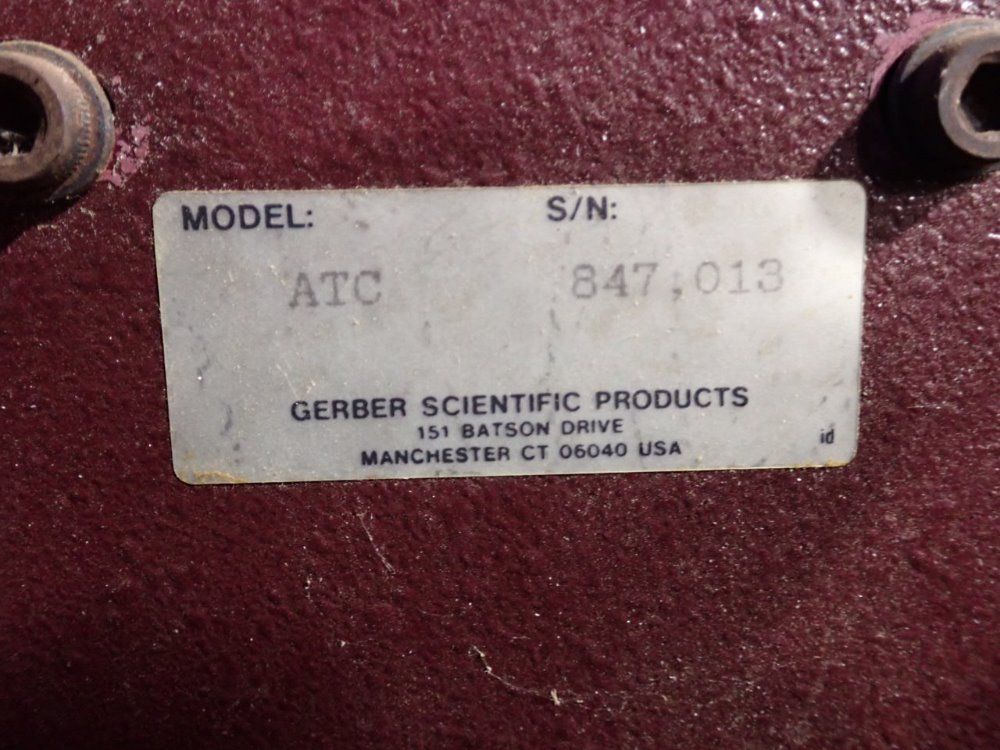 MODEL: S/N:
ATC 847,013
GERBER SCIENTIFIC PRODUCTS
151 BATSON DRIVE
MANCHESTER CT 06040 USA
id